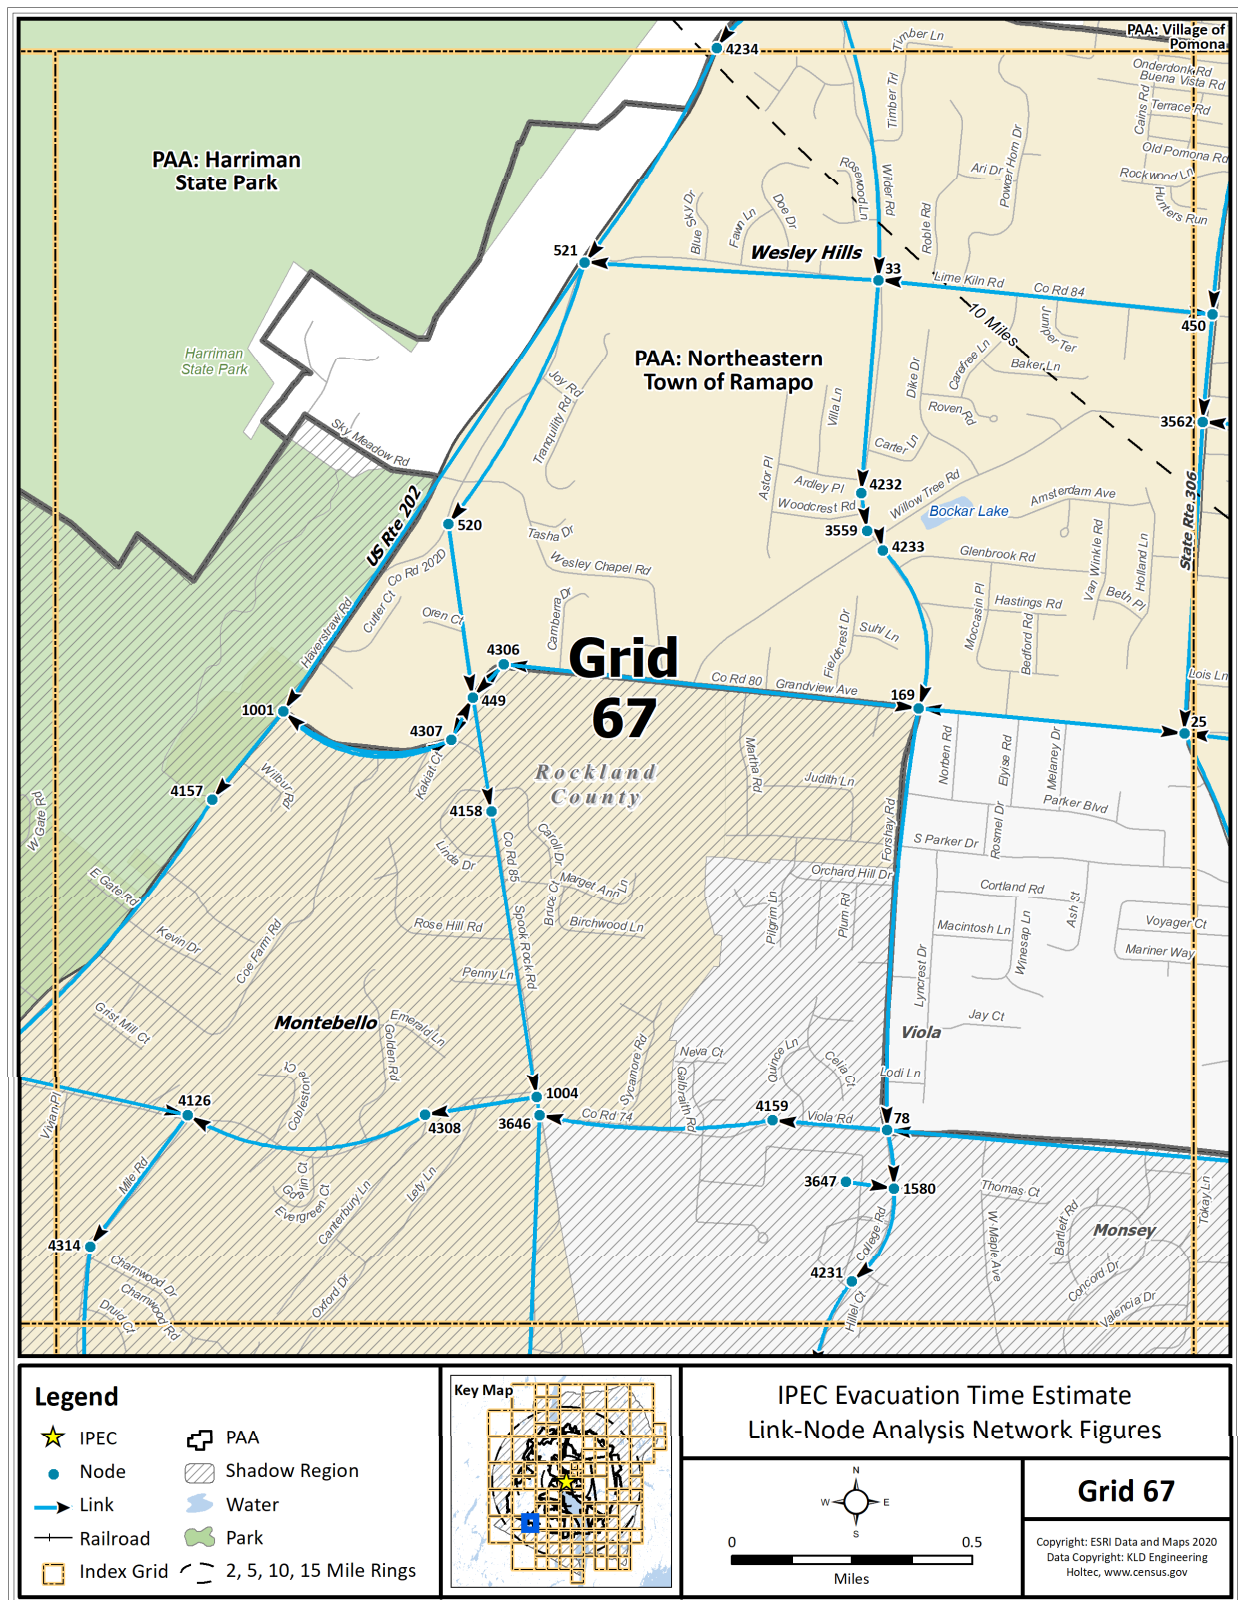 PAA: Village of
Pomona
4234
Timber Ln
Onderdonk Rd
Buena Vista Rd
Timber Trl
Cains Rd
Terrace Rd
Power Horn Dr
Old Pomona Rd
PAA: Harriman
State Park
Rosewood Ln
Wider Rd
Ari Dr
Rockwood Ln
Hunters Run
Blue Sky Dr
Fawn Ln
Doe Dr
Roble Rd
521
Wesley Hills
33
Lime Kiln Rd
Co Rd 84
450
10 Miles
Juniper Ter
Harriman
State Park
PAA: Northeastern
Town of Ramapo
Carefree Ln
Baker Ln
Joy Rd
Dike Dr
Villa Ln
Roven Rd
Tranquility Rd
3562
Sky Meadow Rd
Carter Ln
Astor Pl
State Rte 306
US Rte 202
4232
Ardley Pl
Woodcrest Rd
Willow Tree Rd
Amsterdam Ave
Bockar Lake
520
3559
4233
Tasha Dr
Co Rd 202D
Wesley Chapel Rd
Glenbrook Rd
Van Winkle Rd
Holland Ln
Beth Pl
Haverstraw Rd
Cutler Ct
Oren Ct
Camberra Dr
Moccasin Pl
Hastings Rd
Bedford Rd
Fieldcrest Dr
Suhl Ln
4306
Grid
67
Co Rd 80
Grandview Ave
Lois Ln
169
449
1001
4307
25
Kakiat Ct
Rockland
County
Martha Rd
Judith Ln
Norben Rd
Elyise Rd
Melaney Dr
Wilbur Rd
4157
W Gate Rd
4158
Parker Blvd
Forshay Rd
S Parker Dr
Rosmel Dr
Linda Dr
Co Rd 85
Caroll Dr
Marget Ann Ln
Bruce Ct
Orchard Hill Dr
E Gate Rd
Cortland Rd
Ash St
Pilgrim Ln
Plum Rd
Spook Rock Rd
Rose Hill Rd
Birchwood Ln
Macintosh Ln
Winesap Ln
Voyager Ct
Mariner Way
Kevin Dr
Coe Farm Rd
Penny Ln
Lyncrest Dr
Grist Mill Ct
Montebello
Emerald Ln
Golden Rd
Jay Ct
Viola
Neva Ct
Quince Ln
Celia Ct
Sycamore Rd
Galbraith Rd
Lodi Ln
Coblestone Ct
Vivian Pl
4126
4308
1004
3646
Co Rd 74
4159
Viola Rd
78
3647
1580
Mile Rd
Evergreen Ct
Canterbury Ln
Lety Ln
Thomas Ct
Tokay Ln
Bartlett Rd
Monsey
W Maple Ave
College Rd
4314
4231
Charnwood Dr
Charnwood Rd
Druid Ct
Oxford Dr
Hillel Ct
Concord Dr
Valencia Dr
Legend
IPEC
Node
Link
Railroad
Index Grid
PAA
Shadow Region
Water
Park
2, 5, 10, 15 Mile Rings
Key Map
IPEC Evacuation Time Estimate
Link-Node Analysis Network Figures
N
W E
S
0 0.5
Miles
Grid 67
Copyright: ESRI Data and Maps 2020
Data Copyright: KLD Engineering
Holtec, www.census.gov